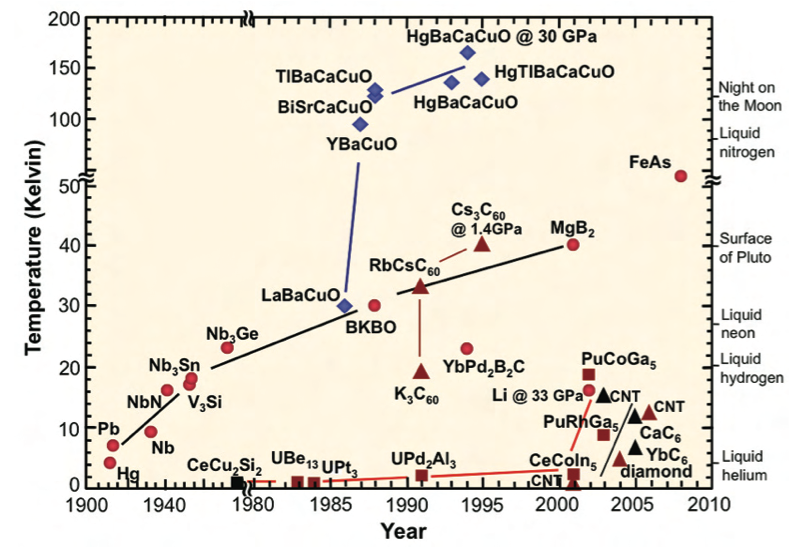 Temperature (Kelvin)
200
150
100
50
40
30
20
10
0
HgBaCaCuO @ 30 GPa
TlBaCaCuO
HgTlBaCaCuO
BiSrCaCuO
HgBaCaCuO
YBaCuO
FeAs
Cs₃C₆₀
@ 1.4GPa
MgB₂
RbCsC₆₀
LaBaCuO
BKBO
Nb₃Ge
YbPd₂B₂C
PuCoGa₅
Nb₃Sn
K₃C₆₀
Li @ 33 GPa
CNT
NbN
V₃Si
CNT
PuRhGa₅
Pb
Nb
CaC₆
YbC₆
Hg
CeCu₂Si₂
UBe₁₃
UPt₃
UPd₂Al₃
CeCoIn₅
diamond
CNT
Night on
the Moon
Liquid
nitrogen
Surface
of Pluto
Liquid
neon
Liquid
hydrogen
Liquid
helium
1900
1940
1980
1985
1990
1995
2000
2005
2010
Year